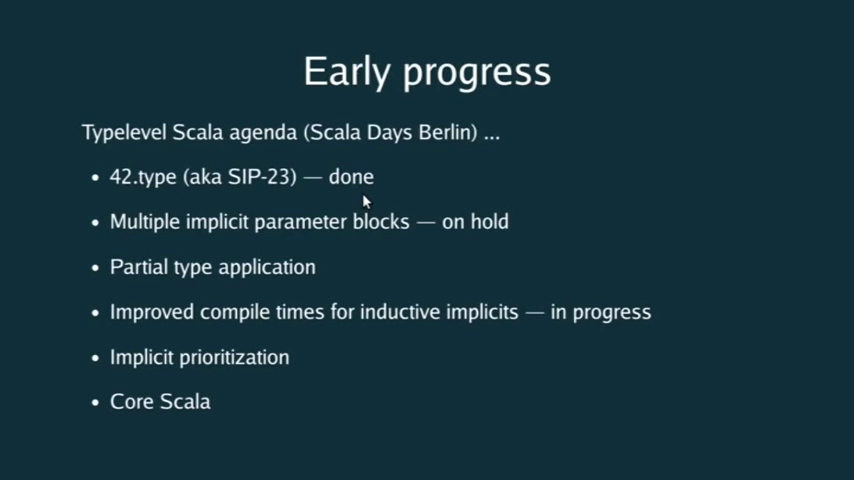 Early progress
Typelevel Scala agenda (Scala Days Berlin) ...
• 42.type (aka SIP-23) — done
• Multiple implicit parameter blocks — on hold
• Partial type application
• Improved compile times for inductive implicits — in progress
• Implicit prioritization
• Core Scala